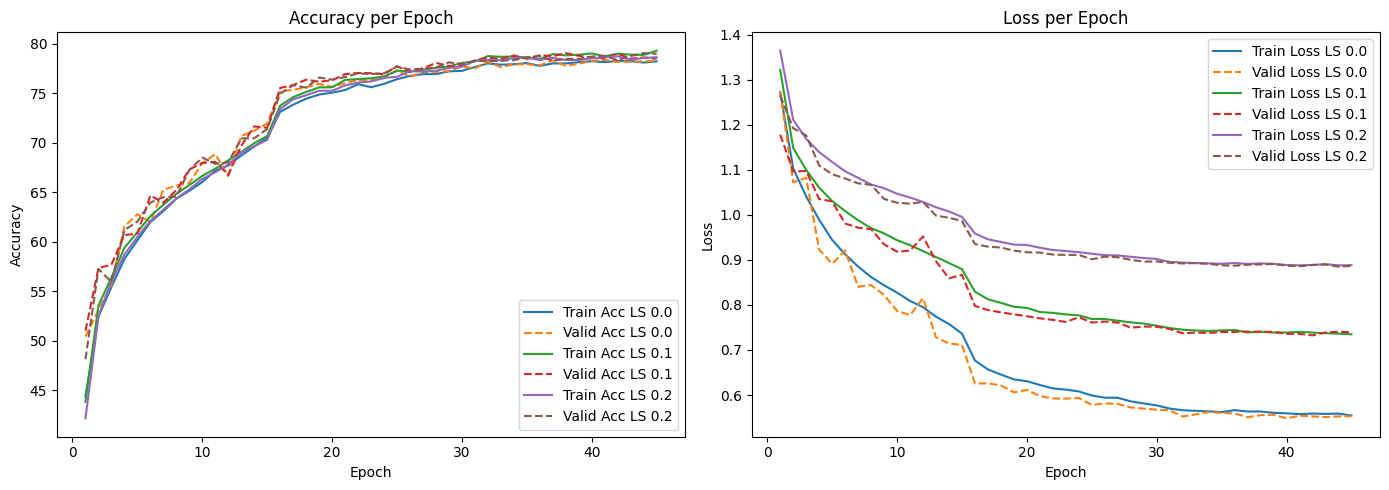 Accuracy per Epoch
80
75
70
65
60
55
50
45
Accuracy
0 10 20 30 40
Epoch
Train Acc LS 0.0
Valid Acc LS 0.0
Train Acc LS 0.1
Valid Acc LS 0.1
Train Acc LS 0.2
Valid Acc LS 0.2
Loss per Epoch
1.4
1.3
1.2
1.1
1.0
0.9
0.8
0.7
0.6
Loss
0 10 20 30 40
Epoch
Train Loss LS 0.0
Valid Loss LS 0.0
Train Loss LS 0.1
Valid Loss LS 0.1
Train Loss LS 0.2
Valid Loss LS 0.2